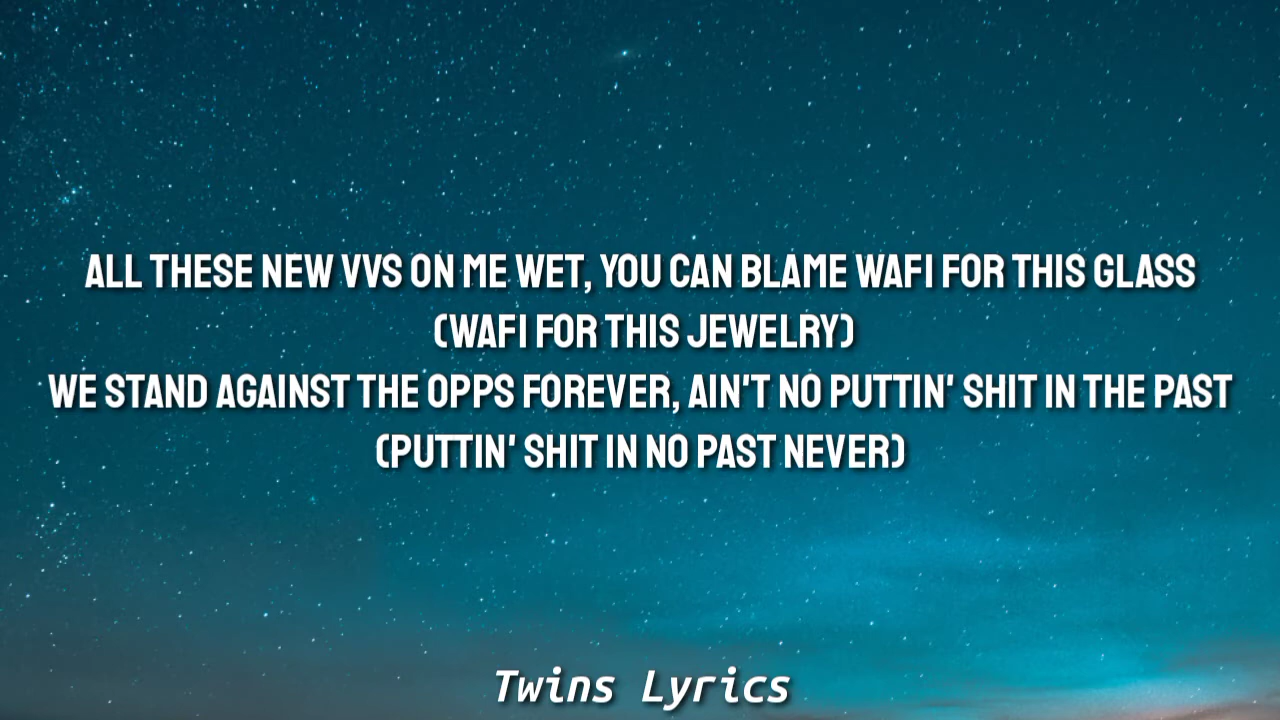 ALL THESE NEW VVS ON ME WET, YOU CAN BLAME WAFI FOR THIS GLASS
(WAFI FOR THIS JEWELRY)
WE STAND AGAINST THE OPPS FOREVER, AIN'T NO PUTTIN' SHIT IN THE PAST
(PUTTIN' SHIT IN NO PAST NEVER)
Twins Lyrics